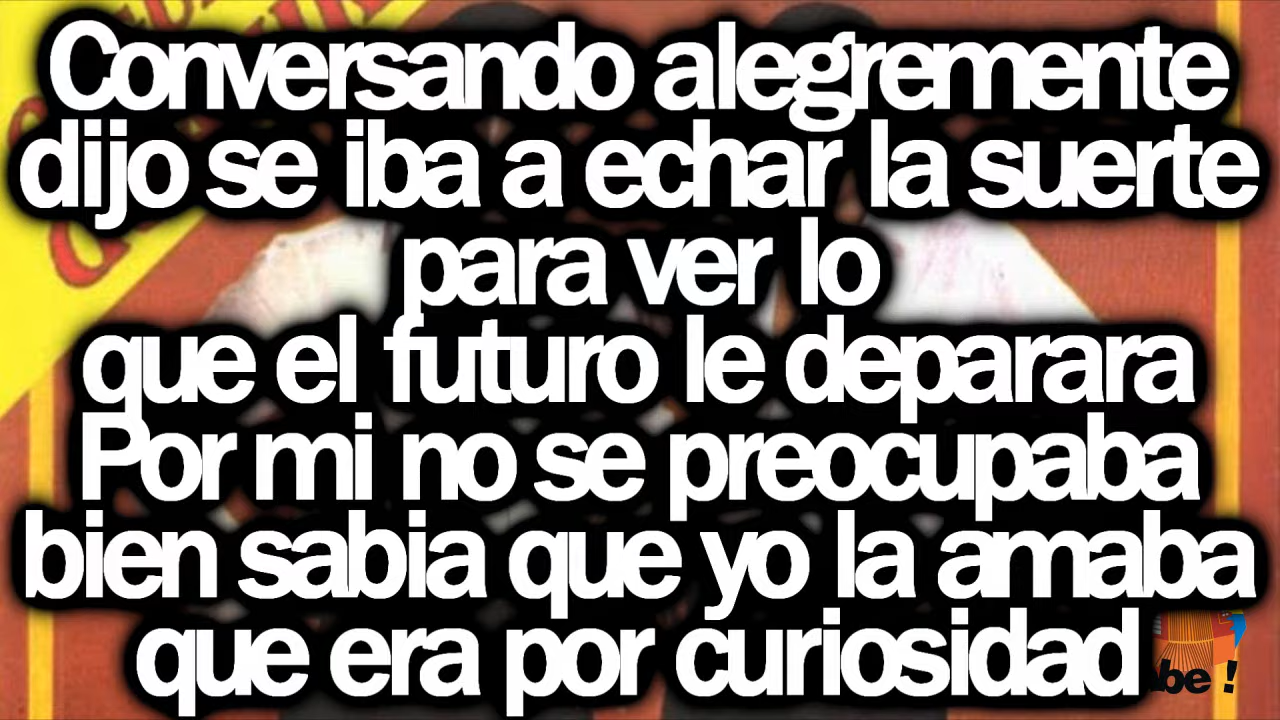 Conversando alegremente
dijo se iba a echar la suerte
para ver lo
que el futuro le deparara
Por mi no se preocupaba
bien sabia que yo la amaba
que era por curiosidad
be !